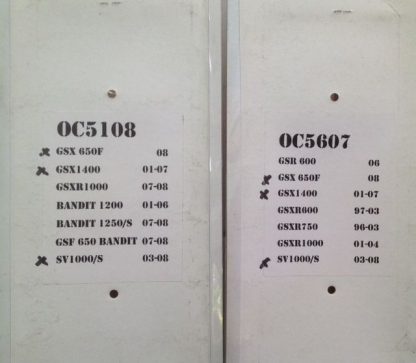 OC5108
GSX 650F 08
GSX1400 01-07
GSXR1000 07-08
BANDIT 1200 01-06
BANDIT 1250/S 07-08
GSF 650 BANDIT 07-08
SV1000/S 03-08
OC5607
GSR 600 06
GSX 650F 08
GSX1400 01-07
GSXR600 97-03
GSXR750 96-03
GSXR1000 01-04
SV1000/S 03-08